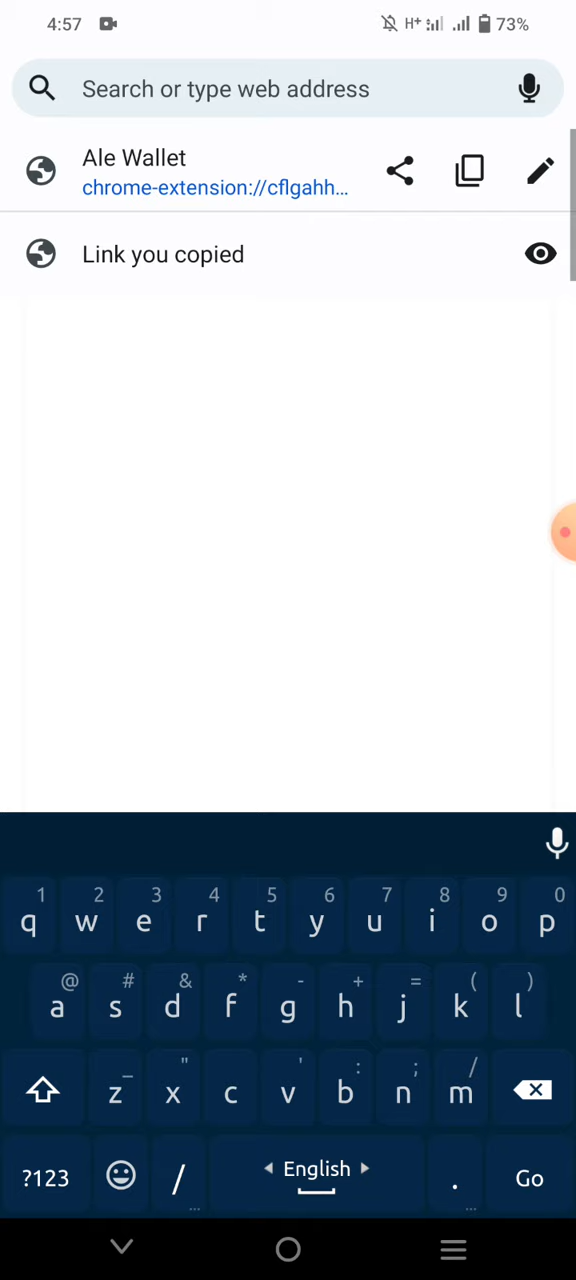 4:57 H+ 73%
Search or type web address
Ale Wallet
chrome-extension://cflgahh...
Link you copied
1 2 3 4 5 6 7 8 9 0
q w e r t y u i o p
@ # & * - + = ( )
a s d f g h j k l
_ " ' : ; /
z x c v b n m
?123 / English . Go
... ...